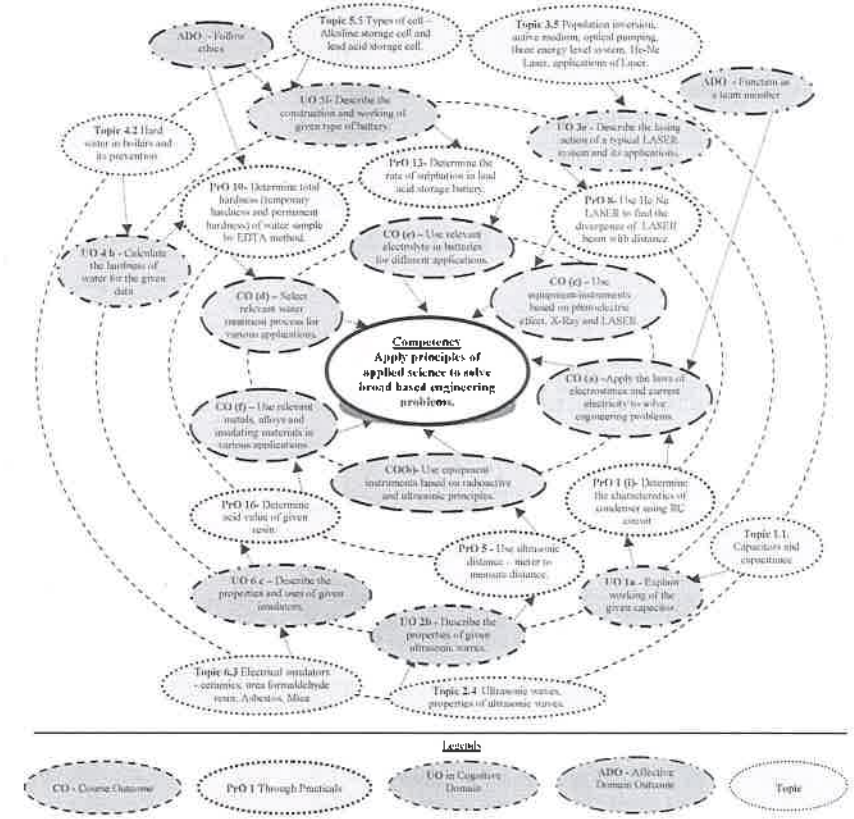 Topic 5.5 Types of cell –
Alkaline storage cell and
lead acid storage cell.
Topic 3.5 Population inversion,
active medium, optical pumping,
three energy level system, He-Ne
Laser, applications of Laser.
ADO - Follow
ethics
ADO - Function as
a team member
UO 5f- Describe the
construction and working of
given type of battery.
UO 3e - Describe the lasing
action of a typical LASER
system and its applications.
Topic 4.2 Hard
water in boilers and
its prevention
PrO 12- Determine the
rate of sulphation in lead
acid storage battery.
PrO 10- Determine total
hardness (temporary
hardness and permanent
hardness) of water sample
by EDTA method.
PrO 8- Use He Ne
LASER to find the
divergence of LASER
beam with distance.
UO 4 b - Calculate
the hardness of
water for the given
data
CO (e) – Use relevant
electrolyte in batteries
for different applications.
CO (d) – Select
relevant water
treatment process for
various applications.
CO (c) – Use
equipment/instruments
based on photoelectric
effect, X-Ray and LASER.
Competency
Apply principles of
applied science to solve
broad based engineering
problems.
CO (a) –Apply the laws of
electrostatics and current
electricity to solve
engineering problems.
CO (f) – Use relevant
metals, alloys and
insulating materials in
various applications.
CO(b)- Use equipment
instruments based on radioactive
and ultrasonic principles.
PrO 1 (i)- Determine
the characteristics of
condenser using RC
circuit
PrO 16- Determine
acid value of given
resin.
PrO 5 - Use ultrasonic
distance - meter to
measure distance.
Topic 1.1.
Capacitors and
capacitance
UO 6 c – Describe the
properties and uses of given
insulators.
UO 1a - Explain
working of the
given capacitor.
UO 2b - Describe the
properties of given
ultrasonic waves.
Topic 6.3 Electrical insulators
- ceramics, urea formaldehyde
resin, Asbestos, Mica
Topic 2.4 Ultrasonic waves,
properties of ultrasonic waves.
Legends
CO - Course Outcome
PrO 1 Through Practicals
UO in Cognitive
Domain
ADO - Affective
Domain Outcome
Topic